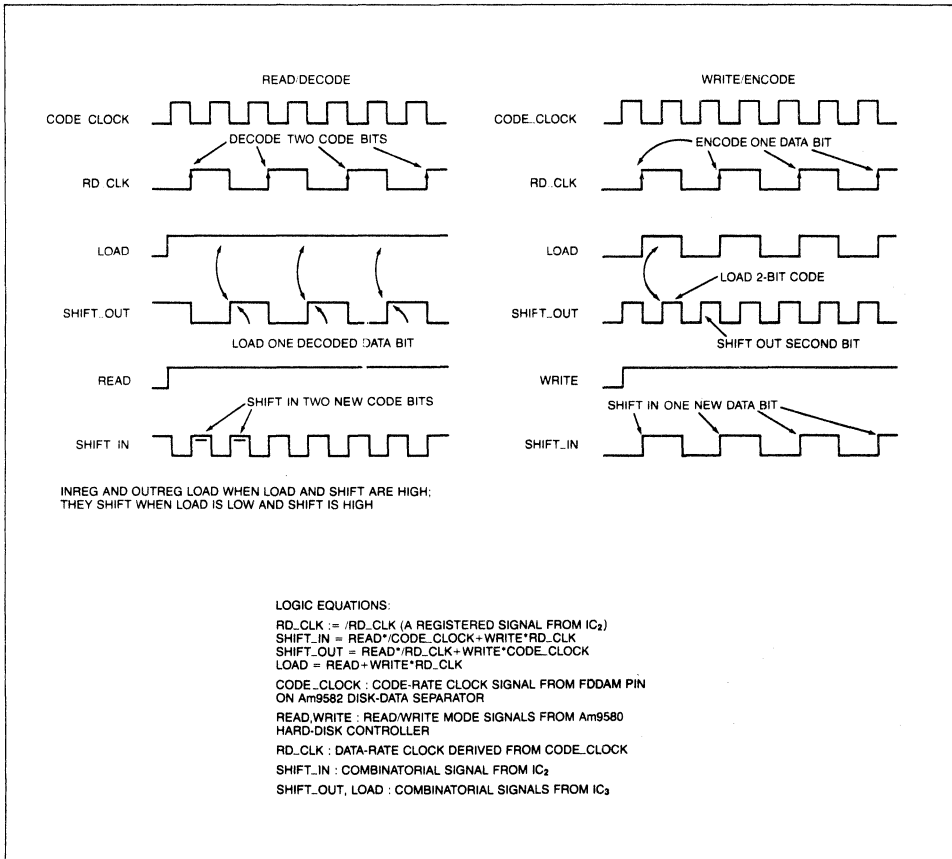 READ/DECODE
CODE CLOCK
DECODE TWO CODE BITS
RD CLK
LOAD
SHIFT_OUT
LOAD ONE DECODED DATA BIT
READ
SHIFT IN TWO NEW CODE BITS
SHIFT IN
INREG AND OUTREG LOAD WHEN LOAD AND SHIFT ARE HIGH;
THEY SHIFT WHEN LOAD IS LOW AND SHIFT IS HIGH
WRITE/ENCODE
CODE_CLOCK
ENCODE ONE DATA BIT
RD_CLK
LOAD
LOAD 2-BIT CODE
SHIFT_OUT
SHIFT OUT SECOND BIT
WRITE
SHIFT IN ONE NEW DATA BIT
SHIFT_IN
LOGIC EQUATIONS:
RD_CLK := /RD_CLK (A REGISTERED SIGNAL FROM IC₂)
SHIFT_IN = READ*/CODE_CLOCK+WRITE*RD_CLK
SHIFT_OUT = READ*/RD_CLK+WRITE*CODE_CLOCK
LOAD = READ+WRITE*RD_CLK
CODE_CLOCK : CODE-RATE CLOCK SIGNAL FROM FDDAM PIN
ON Am9582 DISK-DATA SEPARATOR
READ,WRITE : READ/WRITE MODE SIGNALS FROM Am9580
HARD-DISK CONTROLLER
RD_CLK : DATA-RATE CLOCK DERIVED FROM CODE_CLOCK
SHIFT_IN : COMBINATORIAL SIGNAL FROM IC₂
SHIFT_OUT, LOAD : COMBINATORIAL SIGNALS FROM IC₃